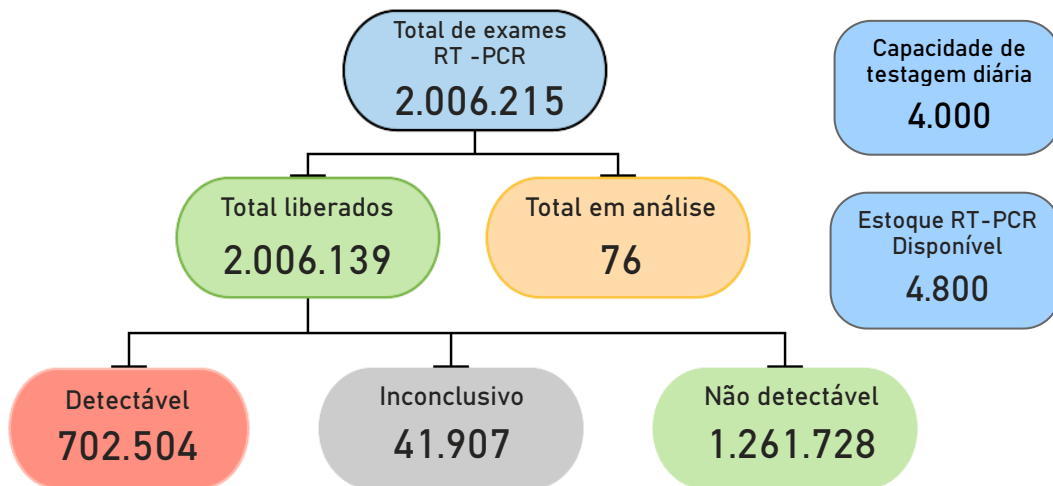 Total de exames
RT -PCR
2.006.215
Capacidade de
testagem diária
4.000
Total liberados
2.006.139
Total em análise
76
Estoque RT-PCR
Disponível
4.800
Detectável
702.504
Inconclusivo
41.907
Não detectável
1.261.728